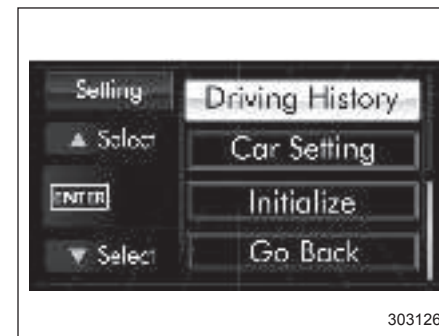 Setting
Driving History
▲ Select
Car Setting
ENTER
Initialize
▼ Select
Go Back
303126